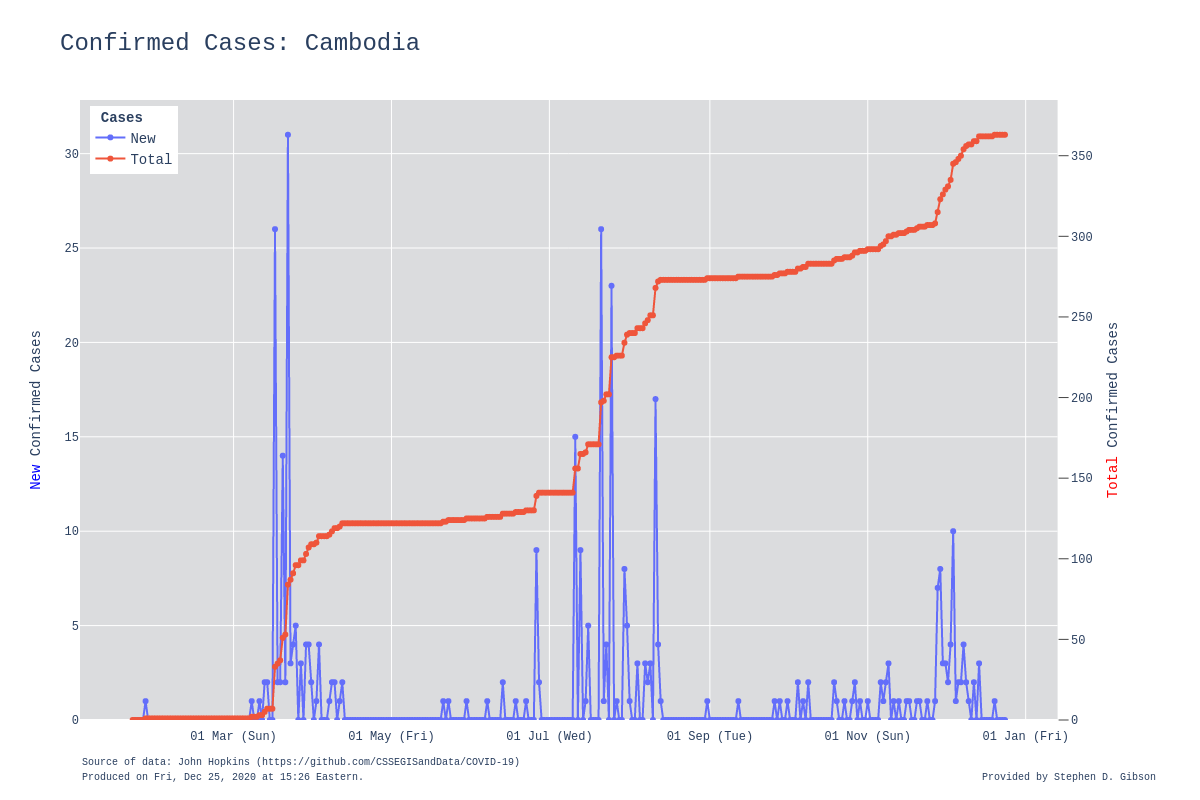 Confirmed Cases: Cambodia
Cases
New
Total
30
25
20
15
10
5
0
350
300
250
200
150
100
50
0
New Confirmed Cases
Total Confirmed Cases
01 Mar (Sun)
01 May (Fri)
01 Jul (Wed)
01 Sep (Tue)
01 Nov (Sun)
01 Jan (Fri)
Source of data: John Hopkins (https://github.com/CSSEGISandData/COVID-19)
Produced on Fri, Dec 25, 2020 at 15:26 Eastern.
Provided by Stephen D. Gibson